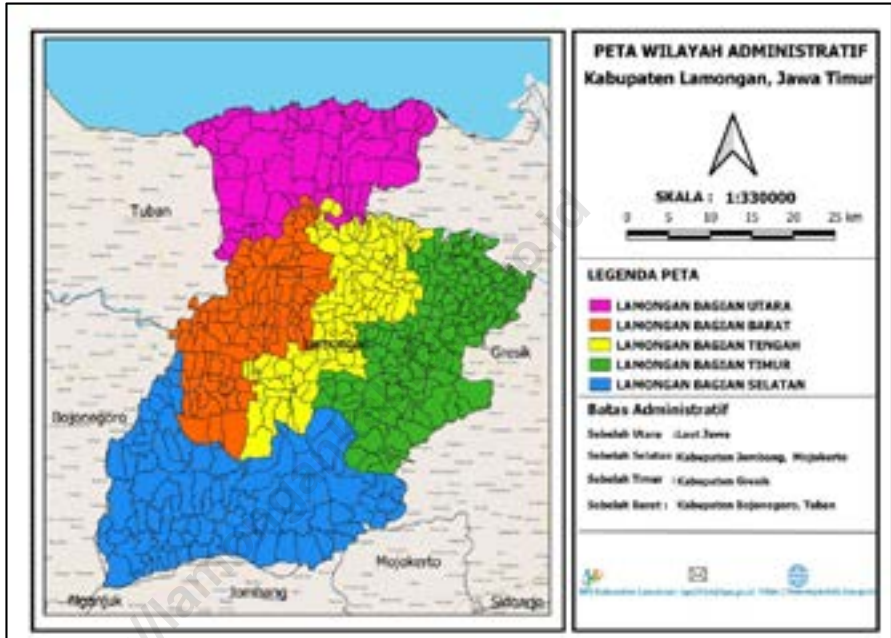 PETA WILAYAH ADMINISTRATIF
Kabupaten Lamongan, Jawa Timur
SKALA : 1:330000
0 5 10 15 20 25 km
LEGENDA PETA
LAMONGAN BAGIAN UTARA
LAMONGAN BAGIAN BARAT
LAMONGAN BAGIAN TENGAH
LAMONGAN BAGIAN TIMUR
LAMONGAN BAGIAN SELATAN
Batas Administratif
Sebelah Utara : Laut Jawa
Sebelah Selatan : Kabupaten Jombang, Mojokerto
Sebelah Timur : Kabupaten Gresik
Sebelah Barat : Kabupaten Bojonegoro, Tuban
BPS Kabupaten Lamongan
Tuban
Lamongan
Gresik
Bojonegoro
Mojokerto
Nganjuk
Jombang
Sidoarjo